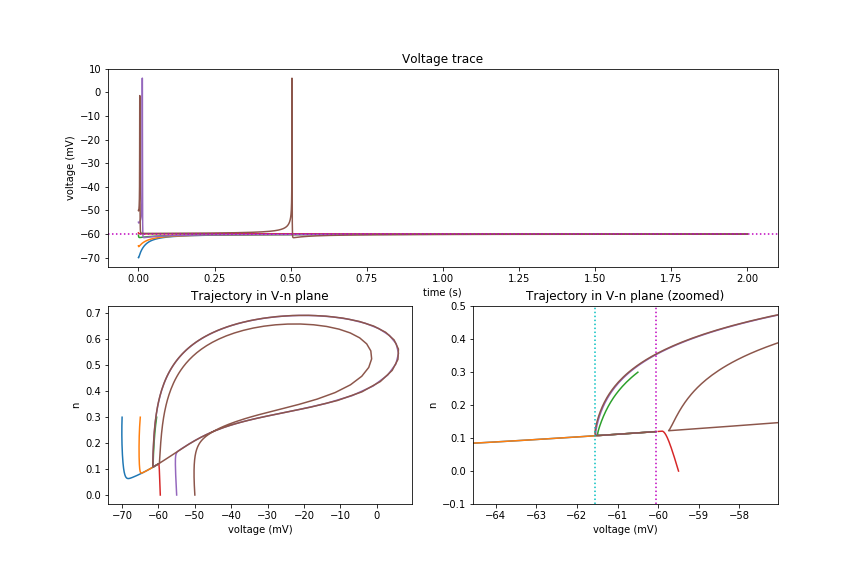 Voltage trace
voltage (mV)
10
0
−10
−20
−30
−40
−50
−60
−70
0.00 0.25 0.50 0.75 1.00 1.25 1.50 1.75 2.00
time (s)
Trajectory in V-n plane
n
0.7
0.6
0.5
0.4
0.3
0.2
0.1
0.0
−70 −60 −50 −40 −30 −20 −10 0
voltage (mV)
Trajectory in V-n plane (zoomed)
n
0.5
0.4
0.3
0.2
0.1
0.0
−0.1
−64 −63 −62 −61 −60 −59 −58
voltage (mV)